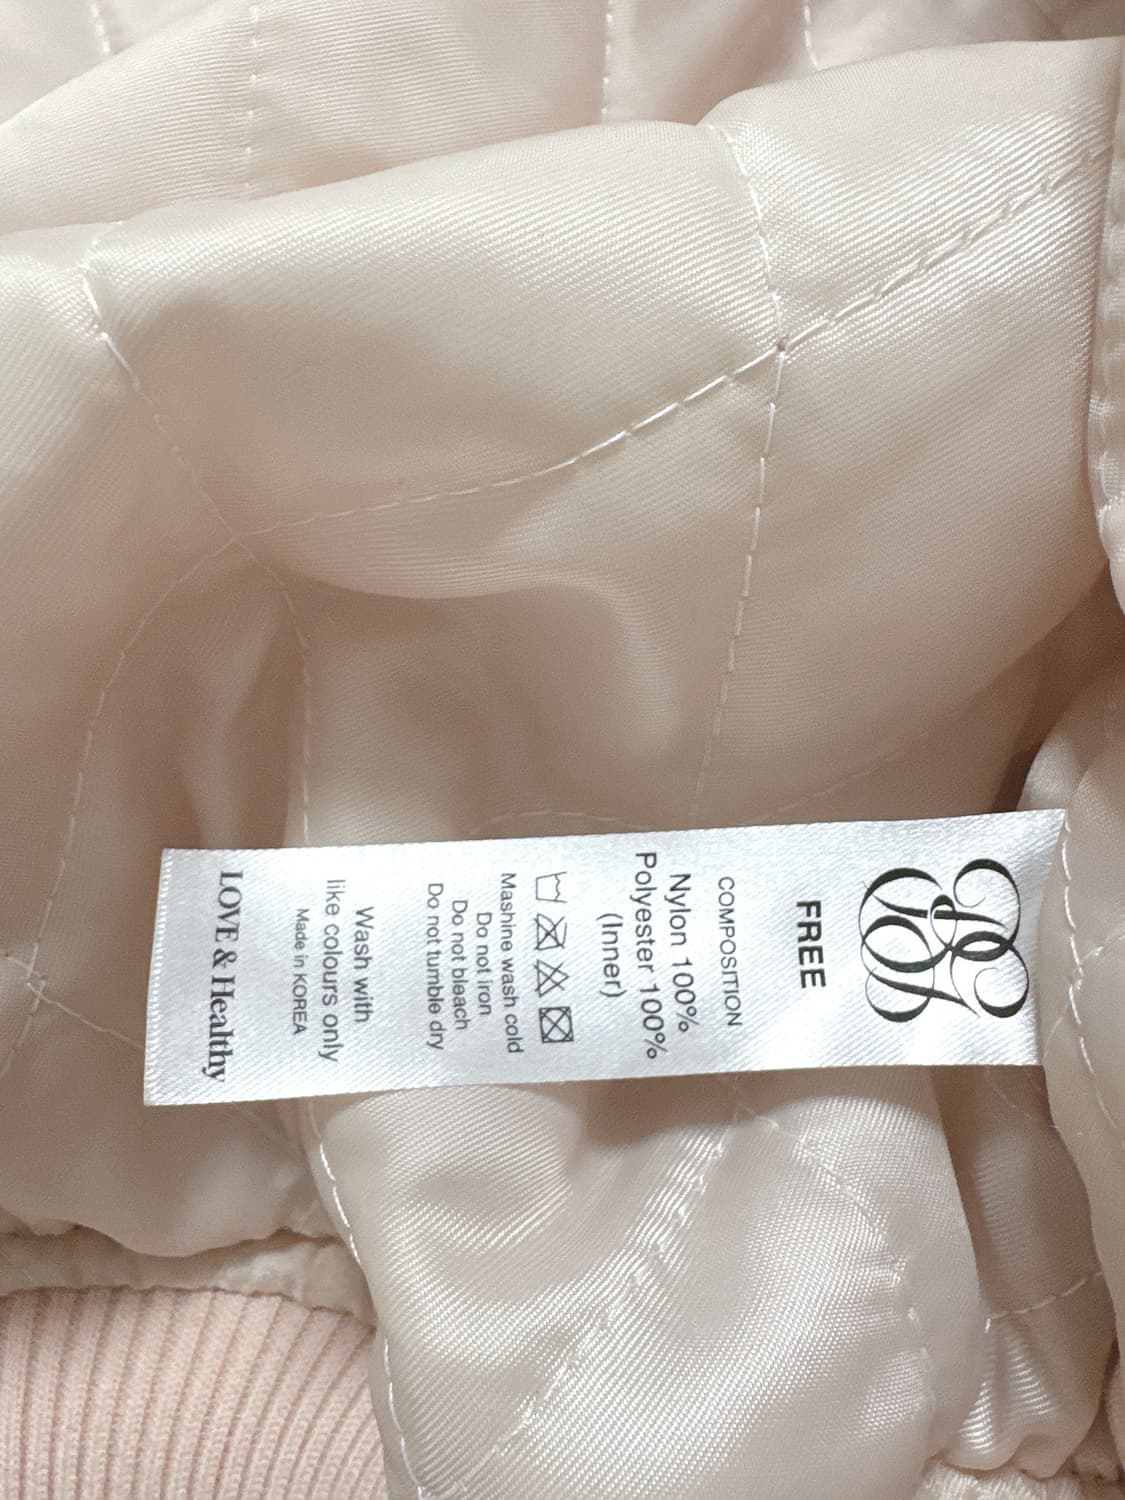 FREE
COMPOSITION
Nylon 100%
Polyester 100%
(Inner)
Mashine wash cold
Do not iron
Do not bleach
Do not tumble dry
Wash with
like colours only
Made in KOREA
LOVE & Healthy